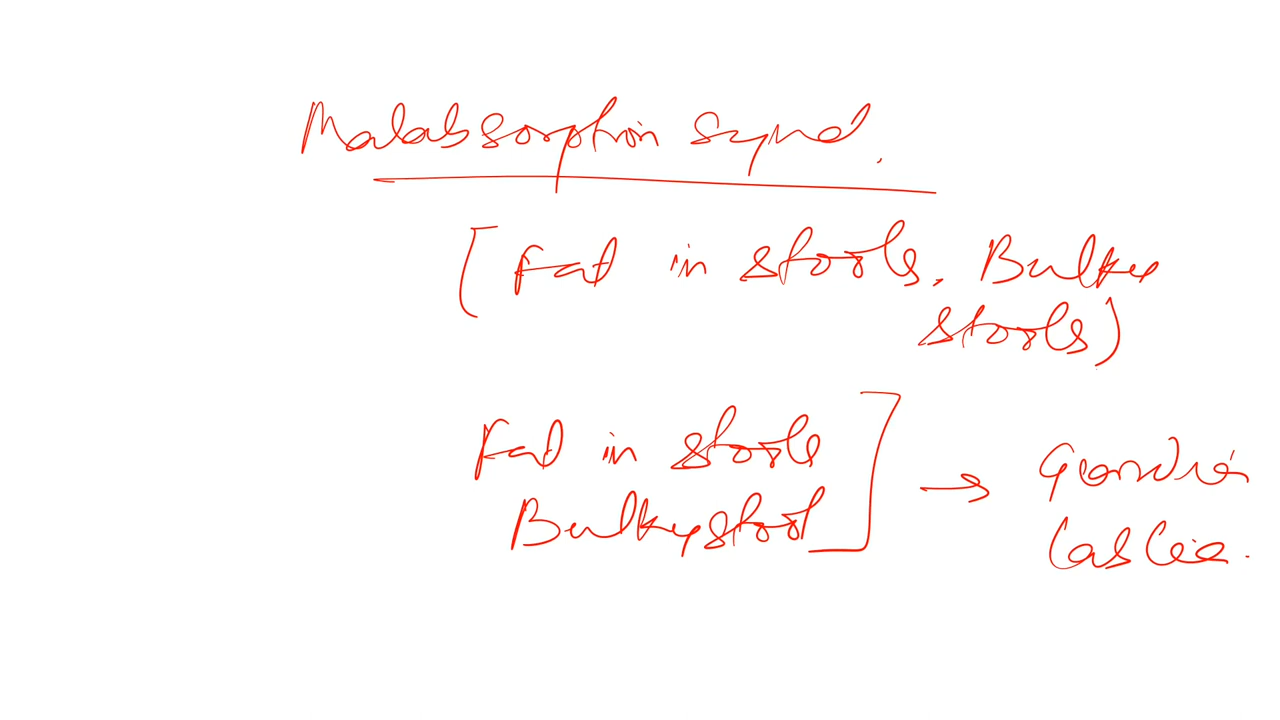 Malabsorption synd.
[Fat in stools, Bulky
stools)
Fat in stools
Bulky stool] →
Giardia